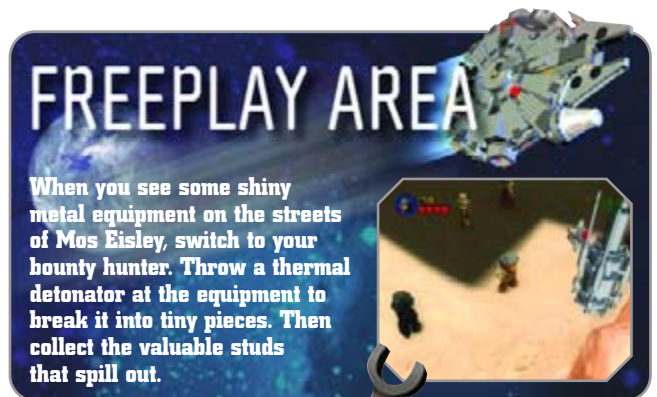 FREEPLAY AREA
When you see some shiny
metal equipment on the streets
of Mos Eisley, switch to your
bounty hunter. Throw a thermal
detonator at the equipment to
break it into tiny pieces. Then
collect the valuable studs
that spill out.